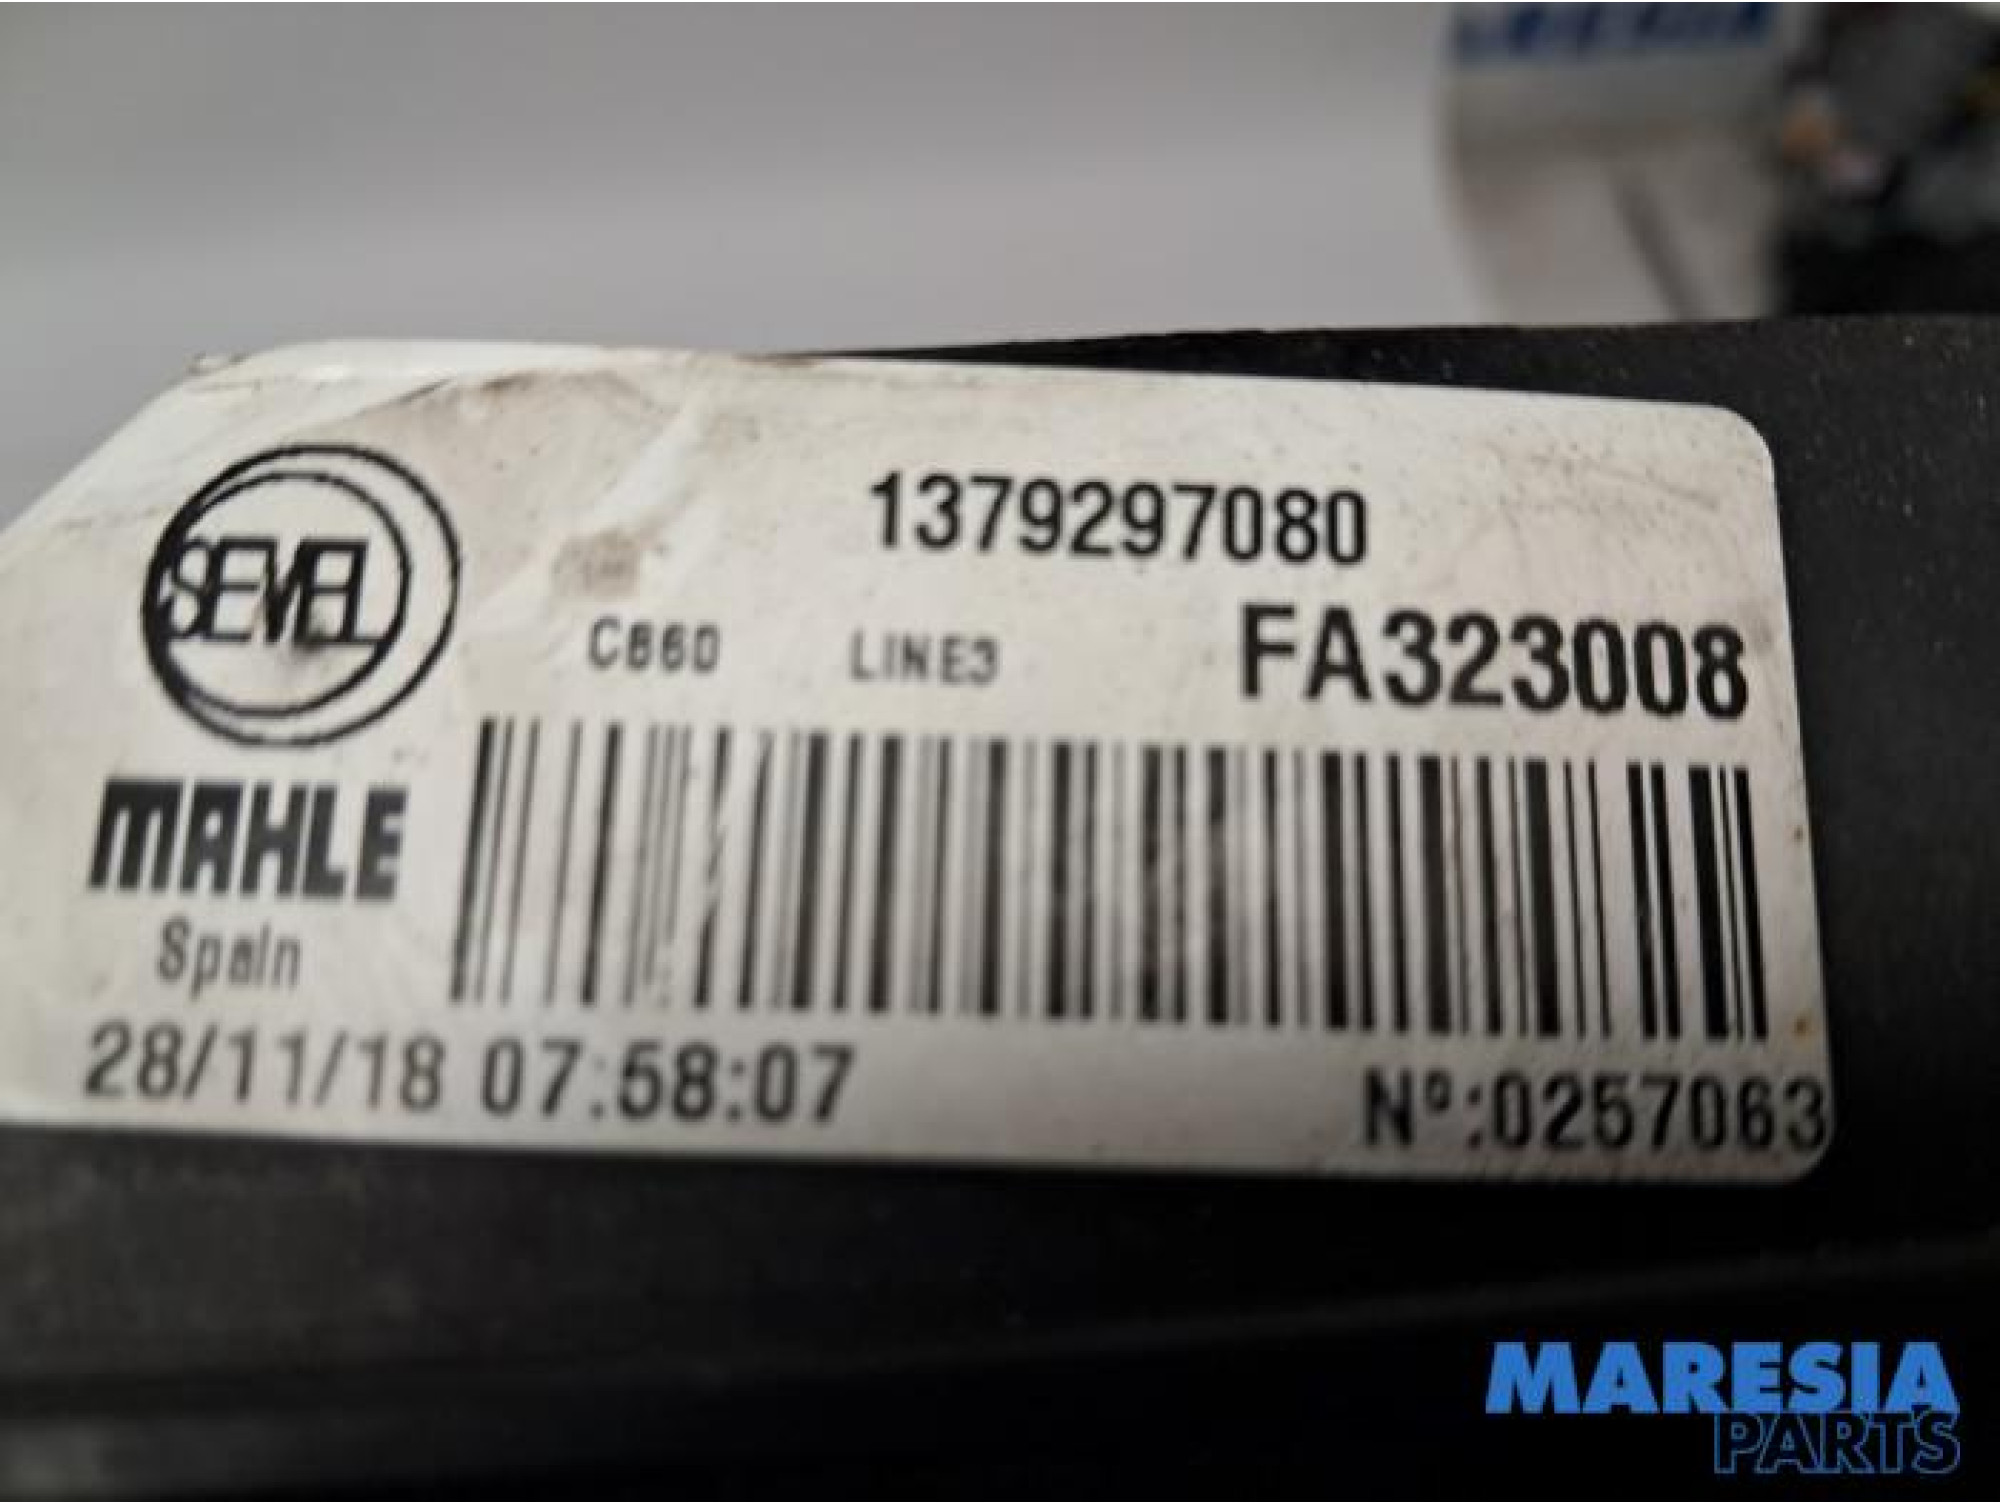 1379297080
SEVEL
C860 LINE3 FA323008
MAHLE
Spain
28/11/18 07:58:07 Nº:0257063
MARESIA
PARTS